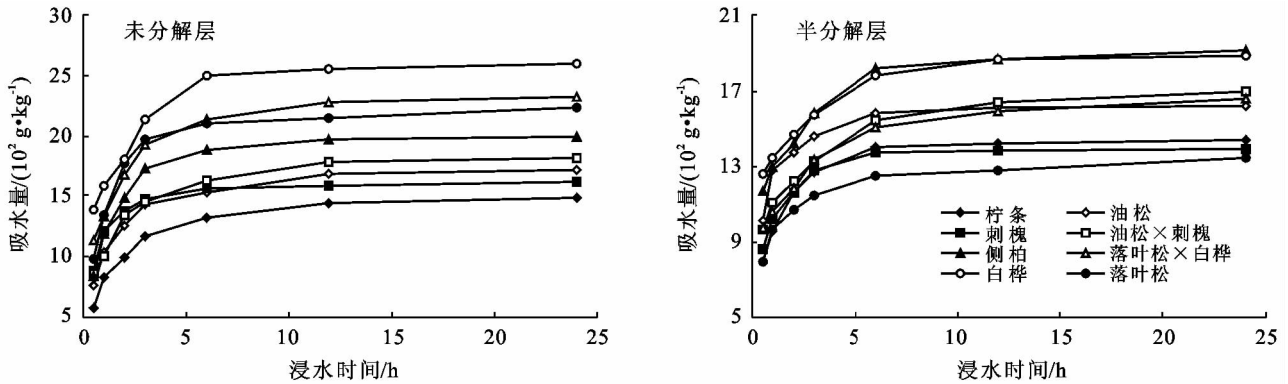 未分解层
吸水量/(10² g•kg⁻¹)
30
25
20
15
10
5
0 5 10 15 20 25
浸水时间/h
半分解层
吸水量/(10² g•kg⁻¹)
21
17
13
9
5
0 5 10 15 20 25
浸水时间/h
柠条 油松
刺槐 油松×刺槐
侧柏 落叶松×白桦
白桦 落叶松